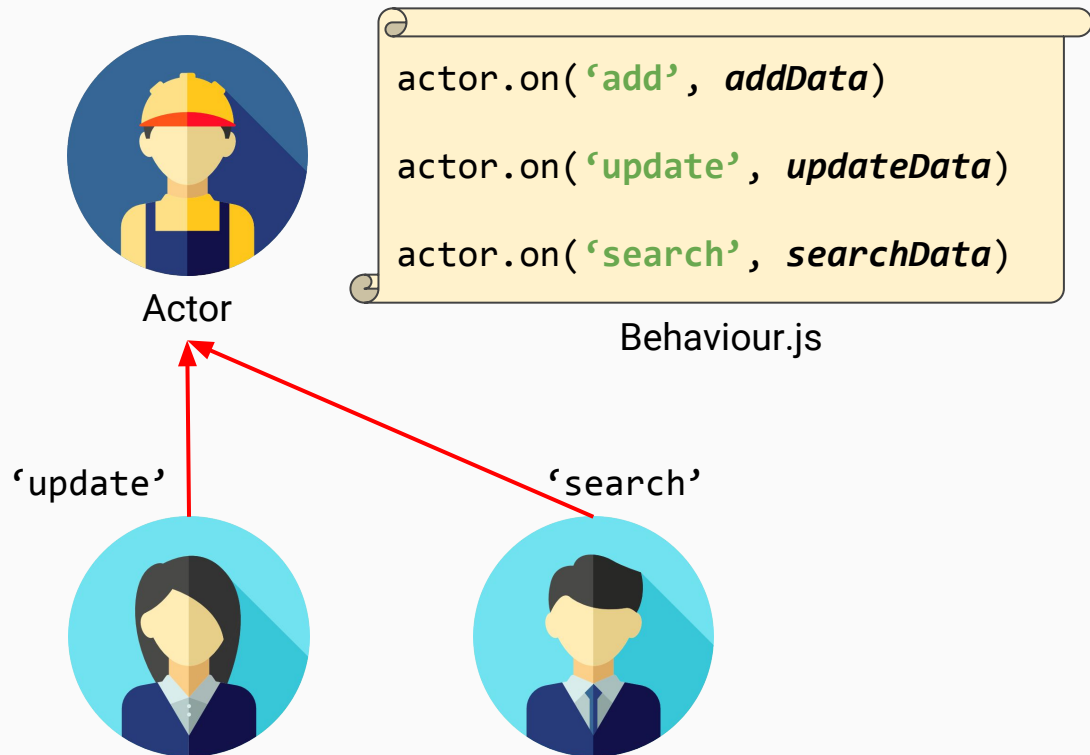 actor.on(‘add’, addData)
actor.on(‘update’, updateData)
actor.on(‘search’, searchData)
Actor
Behaviour.js
‘update’
‘search’